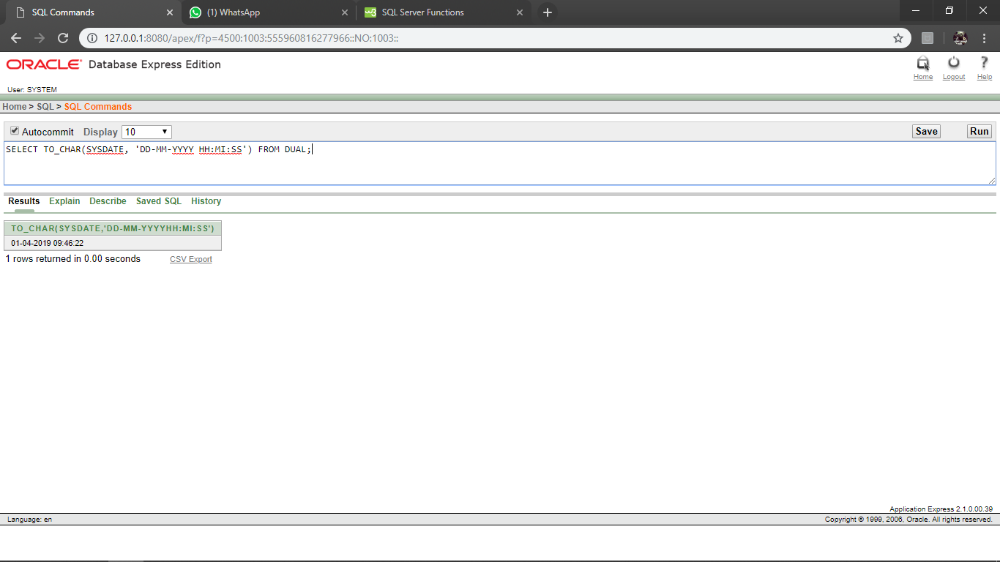 SQL Commands
(1) WhatsApp
w3 SQL Server Functions
127.0.0.1:8080/apex/f?p=4500:1003:555960816277966::NO:1003::
ORACLE Database Express Edition
Home Logout Help
User: SYSTEM
Home > SQL > SQL Commands
Autocommit Display 10 Save Run
SELECT TO_CHAR(SYSDATE, 'DD-MM-YYYY HH:MI:SS') FROM DUAL;
Results Explain Describe Saved SQL History
TO_CHAR(SYSDATE,'DD-MM-YYYYHH:MI:SS')
01-04-2019 09:46:22
1 rows returned in 0.00 seconds CSV Export
Application Express 2.1.0.00.39
Language: en Copyright © 1999, 2006, Oracle. All rights reserved.